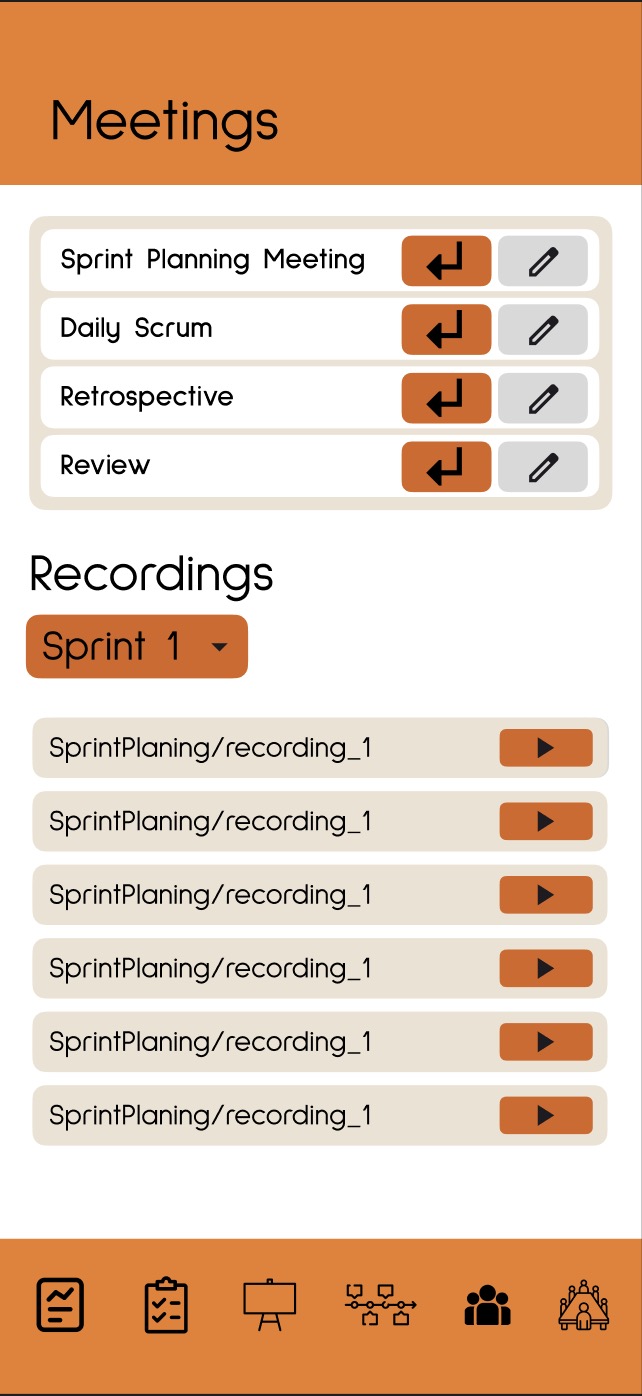 Meetings
Sprint Planning Meeting
Daily Scrum
Retrospective
Review
Recordings
Sprint 1
SprintPlaning/recording_1
SprintPlaning/recording_1
SprintPlaning/recording_1
SprintPlaning/recording_1
SprintPlaning/recording_1
SprintPlaning/recording_1